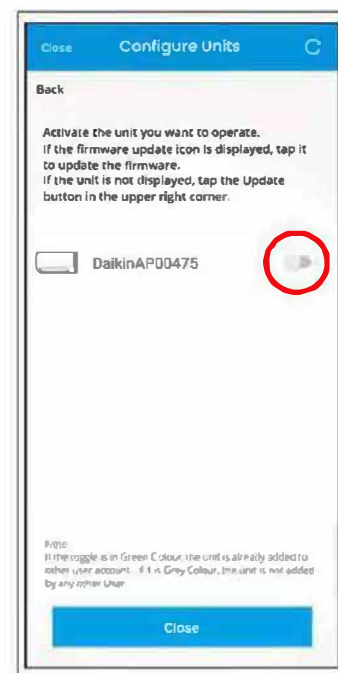 Close Configure Units
Back
Activate the unit you want to operate.
If the firmware update icon is displayed, tap it
to update the firmware.
If the unit is not displayed, tap the Update
button in the upper right corner.
DaikinAP00475
Note
If the toggle is in Green Colour, the unit is already added to
other user account. If it is Grey Colour, the unit is not added
by any other User
Close